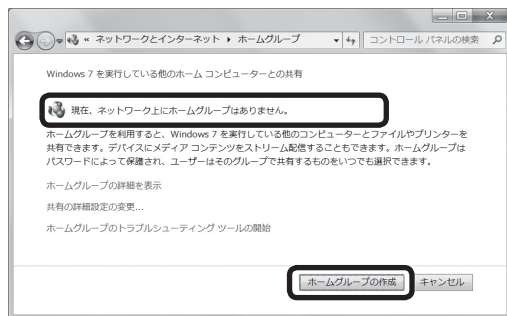 « ネットワークとインターネット ▸ ホームグループ
コントロール パネルの検索
Windows 7 を実行している他のホーム コンピューターとの共有
現在、ネットワーク上にホームグループはありません。
ホームグループを利用すると、Windows 7 を実行している他のコンピューターとファイルやプリンターを
共有できます。デバイスにメディア コンテンツをストリーム配信することもできます。ホームグループは
パスワードによって保護され、ユーザーはそのグループで共有するものをいつでも選択できます。
ホームグループの詳細を表示
共有の詳細設定の変更...
ホームグループのトラブルシューティング ツールの開始
ホームグループの作成
キャンセル